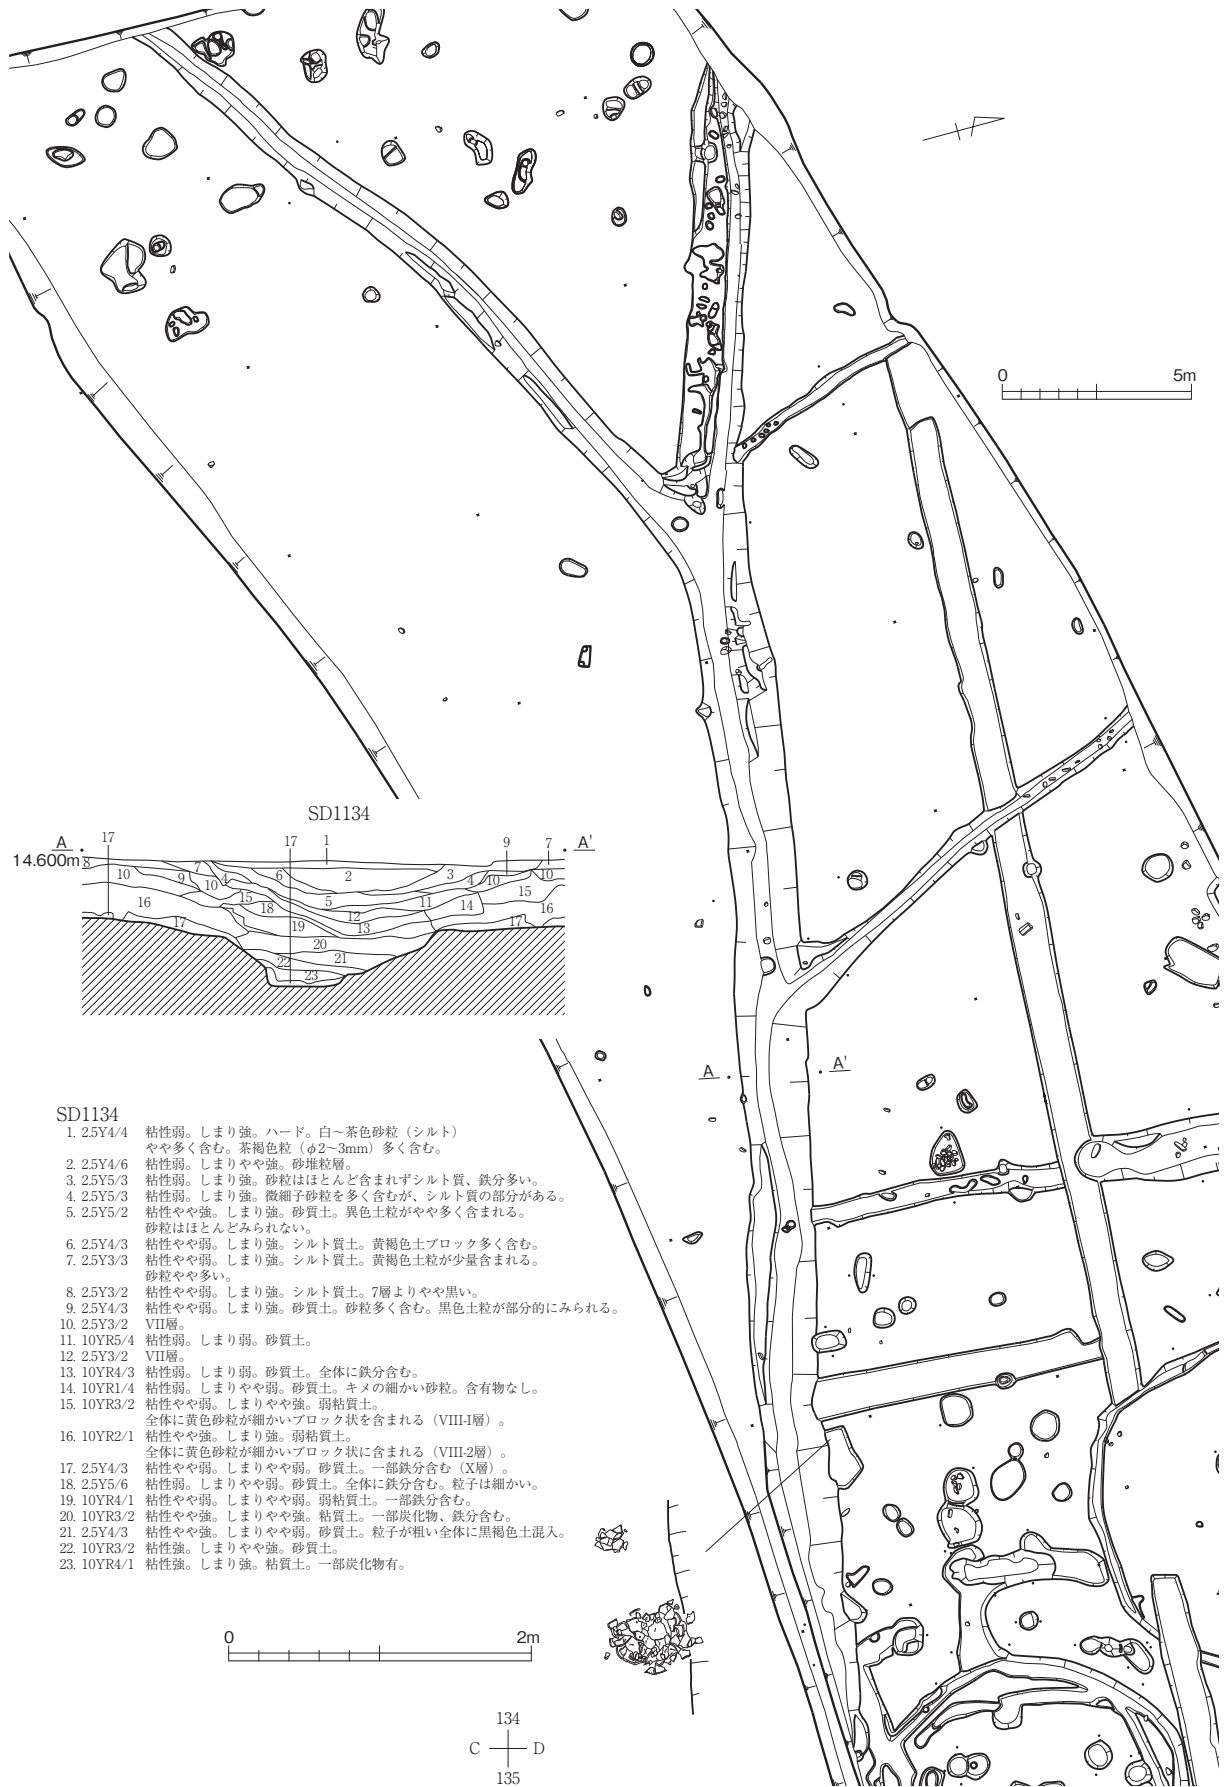 0 5m
SD1134
A 17 17 1 9 7 A'
14.600m
8 7 6 2 3 10
10 9 10 4 4 10 15
16 15 18 5 11 14 16
17 19 12 13 17
20
22 21
23
A A'
SD1134
1. 2.5Y4/4 粘性弱。しまり強。ハード。白～茶色砂粒（シルト）
やや多く含む。茶褐色粒（φ2～3mm）多く含む。
2. 2.5Y4/6 粘性弱。しまりやや強。砂堆粒層。
3. 2.5Y5/3 粘性弱。しまり強。砂粒はほとんど含まれずシルト質、鉄分多い。
4. 2.5Y5/3 粘性弱。しまり強。微細子砂粒を多く含むが、シルト質の部分がある。
5. 2.5Y5/2 粘性やや強。しまり強。砂質土。異色土粒がやや多く含まれる。
砂粒はほとんどみられない。
6. 2.5Y4/3 粘性やや弱。しまり強。シルト質土。黄褐色土ブロック多く含む。
7. 2.5Y3/3 粘性やや弱。しまり強。シルト質土。黄褐色土粒が少量含まれる。
砂粒やや多い。
8. 2.5Y3/2 粘性やや弱。しまり強。シルト質土。7層よりやや黒い。
9. 2.5Y4/3 粘性やや弱。しまり強。砂質土。砂粒多く含む。黒色土粒が部分的にみられる。
10. 2.5Y3/2 VII層。
11. 10YR5/4 粘性弱。しまり弱。砂質土。
12. 2.5Y3/2 VII層。
13. 10YR4/3 粘性弱。しまり弱。砂質土。全体に鉄分含む。
14. 10YR1/4 粘性弱。しまりやや弱。砂質土。キメの細かい砂粒。含有物なし。
15. 10YR3/2 粘性やや弱。しまりやや強。弱粘質土。
全体に黄色砂粒が細かいブロック状を含まれる（VIII-1層）。
16. 10YR2/1 粘性やや強。しまり強。弱粘質土。
全体に黄色砂粒が細かいブロック状に含まれる（VIII-2層）。
17. 2.5Y4/3 粘性やや弱。しまりやや弱。砂質土。一部鉄分含む（X層）。
18. 2.5Y5/6 粘性弱。しまりやや弱。砂質土。全体に鉄分含む。粒子は細かい。
19. 10YR4/1 粘性やや弱。しまりやや弱。弱粘質土。一部鉄分含む。
20. 10YR3/2 粘性やや強。しまりやや強。粘質土。一部炭化物、鉄分含む。
21. 2.5Y4/3 粘性やや強。しまりやや弱。砂質土。粒子が粗い全体に黒褐色土混入。
22. 10YR3/2 粘性強。しまりやや強。砂質土。
23. 10YR4/1 粘性強。しまり強。粘質土。一部炭化物有。
0 2m
134
C D
135